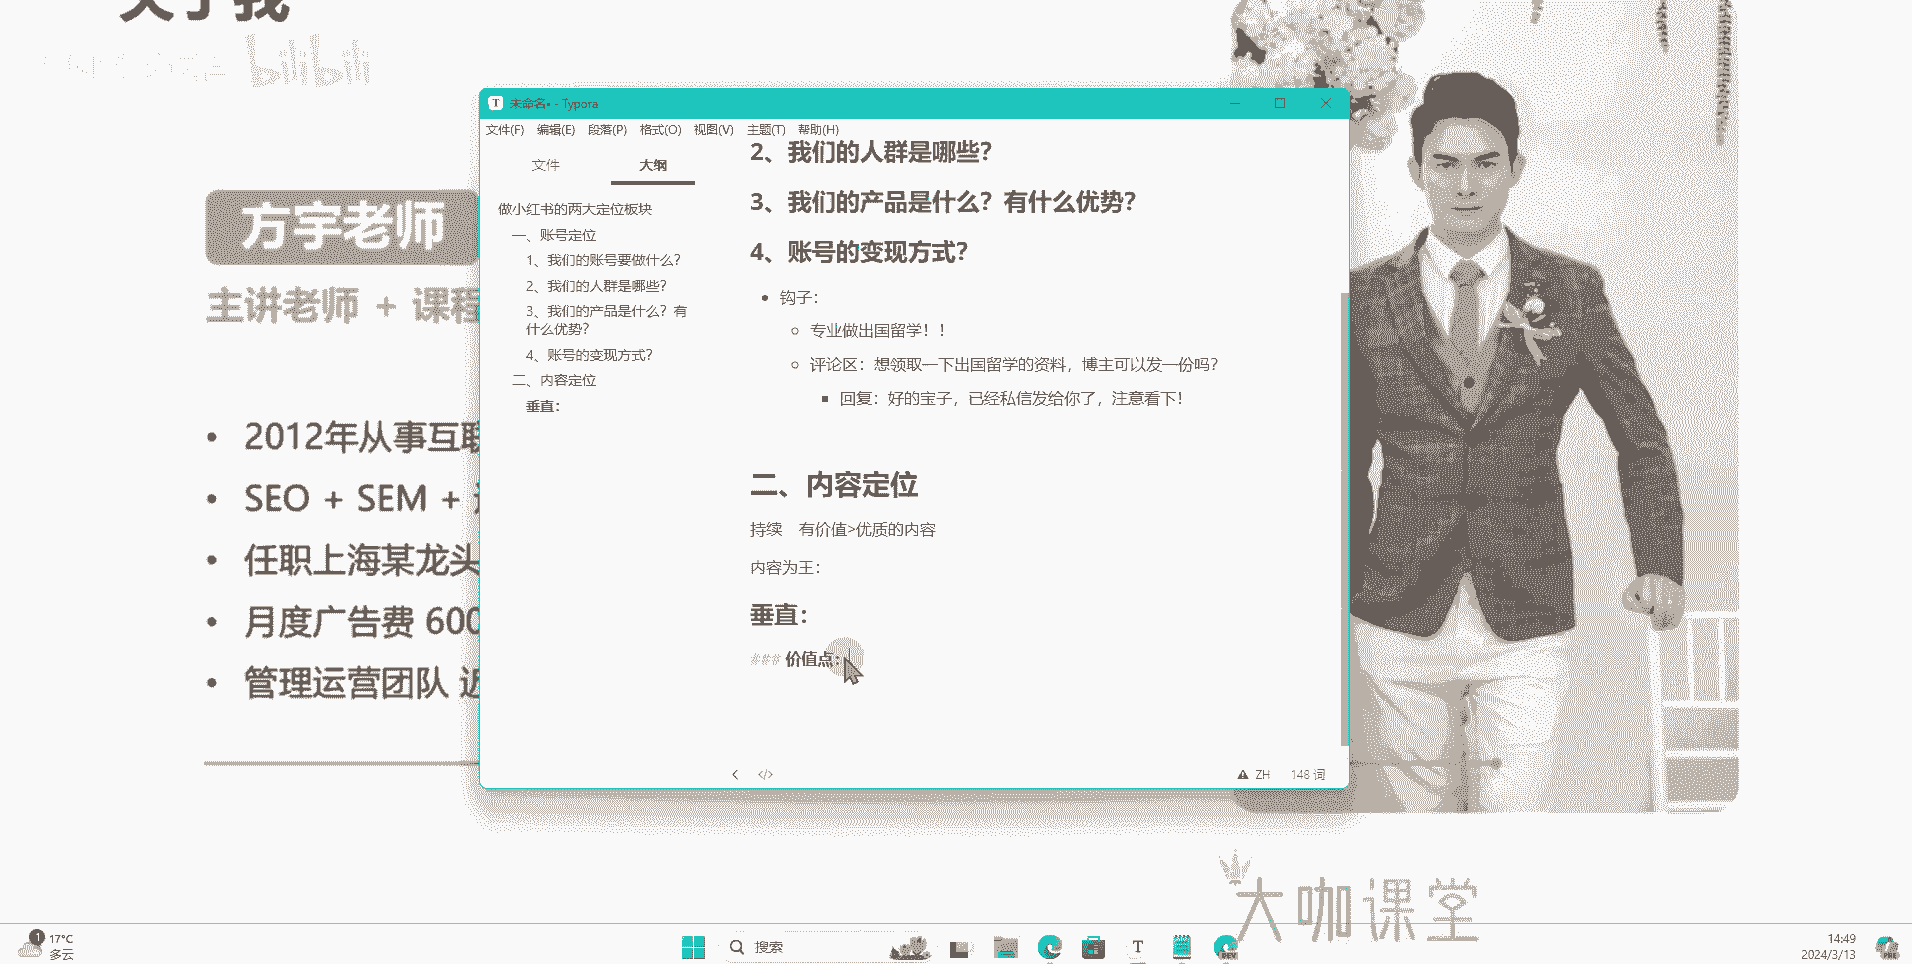 关于我
bilibili
方宇老师
主讲老师 + 课程
• 2012年从事互联
• SEO + SEM +
• 任职上海某龙头
• 月度广告费 600
• 管理运营团队 近
未命名• - Typora
文件(F) 编辑(E) 段落(P) 格式(O) 视图(V) 主题(T) 帮助(H)
文件 大纲
做小红书的两大定位板块
一、账号定位
1、我们的账号要做什么？
2、我们的人群是哪些？
3、我们的产品是什么？有
什么优势？
4、账号的变现方式？
二、内容定位
垂直：
2、我们的人群是哪些？
3、我们的产品是什么？有什么优势？
4、账号的变现方式？
• 钩子：
专业做出国留学！！
评论区：想领取一下出国留学的资料，博主可以发一份吗？
回复：好的宝子，已经私信发给你了，注意看下！
二、内容定位
持续 有价值>优质的内容
内容为王：
垂直：
### 价值点：
ZH 148 词
大咖课堂
1 17°C
多云
搜索
T
DEV
14:49
2024/3/13
PRE